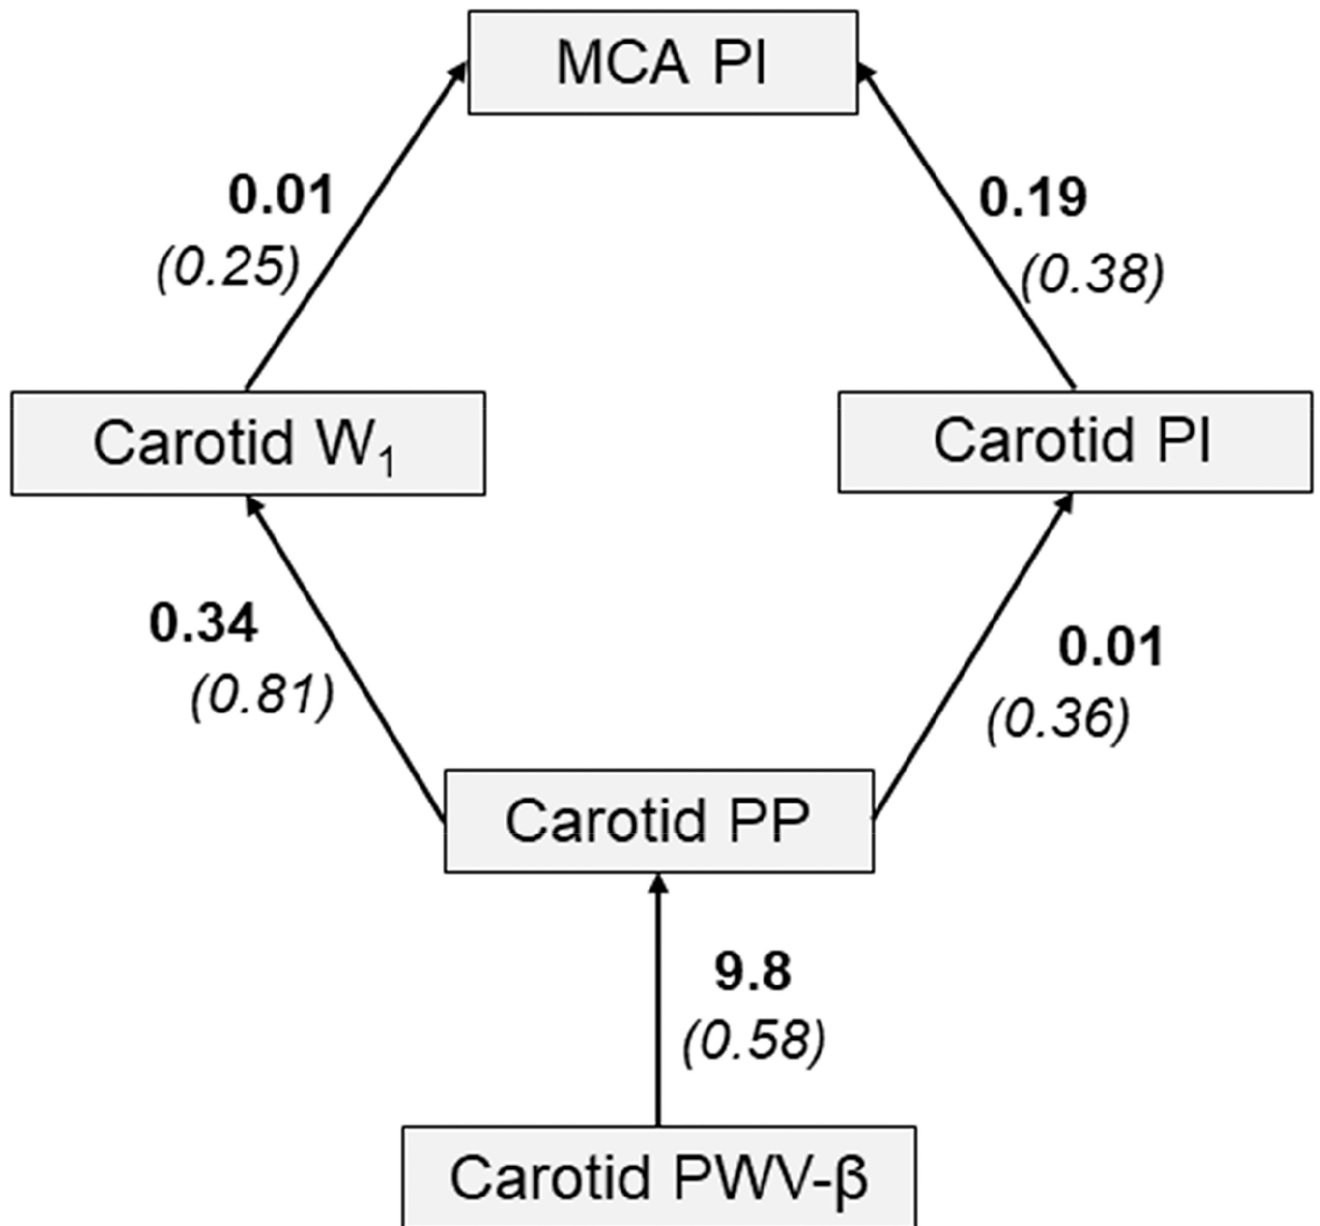 MCA PI
0.01
(0.25)
0.19
(0.38)
Carotid W₁
Carotid PI
0.34
(0.81)
0.01
(0.36)
Carotid PP
9.8
(0.58)
Carotid PWV-β